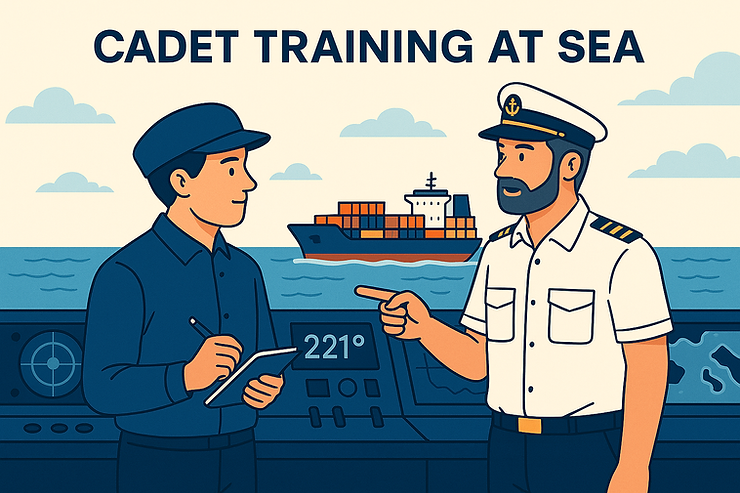 CADET TRAINING AT SEA
221°